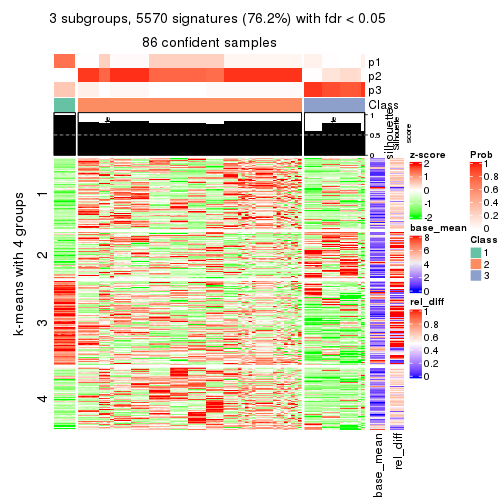 3 subgroups, 5570 signatures (76.2%) with fdr < 0.05
86 confident samples
p1
p2
p3
Class
1
0.5
0
silhouette
silhouette
score
k-means with 4 groups
1
2
3
4
base_mean
rel_diff
z-score
2
1
0
-1
-2
base_mean
8
6
4
2
0
rel_diff
1
0.8
0.6
0.4
0.2
0
Prob
1
0.8
0.6
0.4
0.2
0
Class
1
2
3